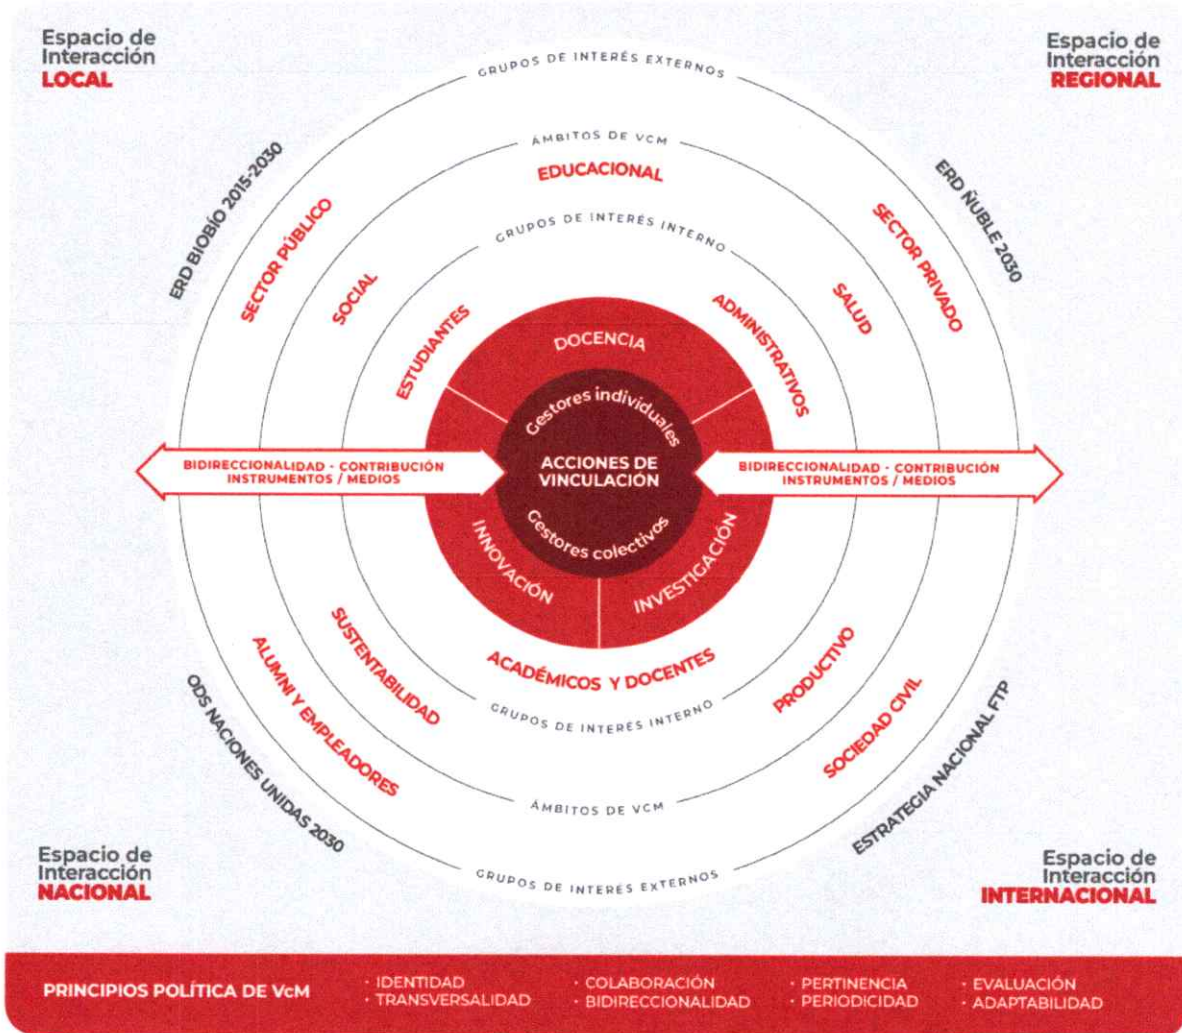 Espacio de
Interacción
LOCAL
Espacio de
Interacción
REGIONAL
GRUPOS DE INTERÉS EXTERNOS
ERD BIOBÍO 2015-2030
ERD ÑUBLE 2030
SECTOR PÚBLICO
SECTOR PRIVADO
ÁMBITOS DE VCM
EDUCACIONAL
SOCIAL
SALUD
GRUPOS DE INTERÉS INTERNO
ESTUDIANTES
ADMINISTRATIVOS
DOCENCIA
Gestores individuales
ACCIONES DE
VINCULACIÓN
Gestores colectivos
BIDIRECCIONALIDAD - CONTRIBUCIÓN
INSTRUMENTOS / MEDIOS
BIDIRECCIONALIDAD - CONTRIBUCIÓN
INSTRUMENTOS / MEDIOS
INNOVACIÓN
INVESTIGACIÓN
ACADÉMICOS Y DOCENTES
GRUPOS DE INTERÉS INTERNO
SUSTENTABILIDAD
PRODUCTIVO
ÁMBITOS DE VCM
ALUMNI Y EMPLEADORES
SOCIEDAD CIVIL
GRUPOS DE INTERÉS EXTERNOS
ODS NACIONES UNIDAS 2030
ESTRATEGIA NACIONAL FTP
Espacio de
Interacción
NACIONAL
Espacio de
Interacción
INTERNACIONAL
PRINCIPIOS POLÍTICA DE VcM
· IDENTIDAD
· TRANSVERSALIDAD
· COLABORACIÓN
· BIDIRECCIONALIDAD
· PERTINENCIA
· PERIODICIDAD
· EVALUACIÓN
· ADAPTABILIDAD